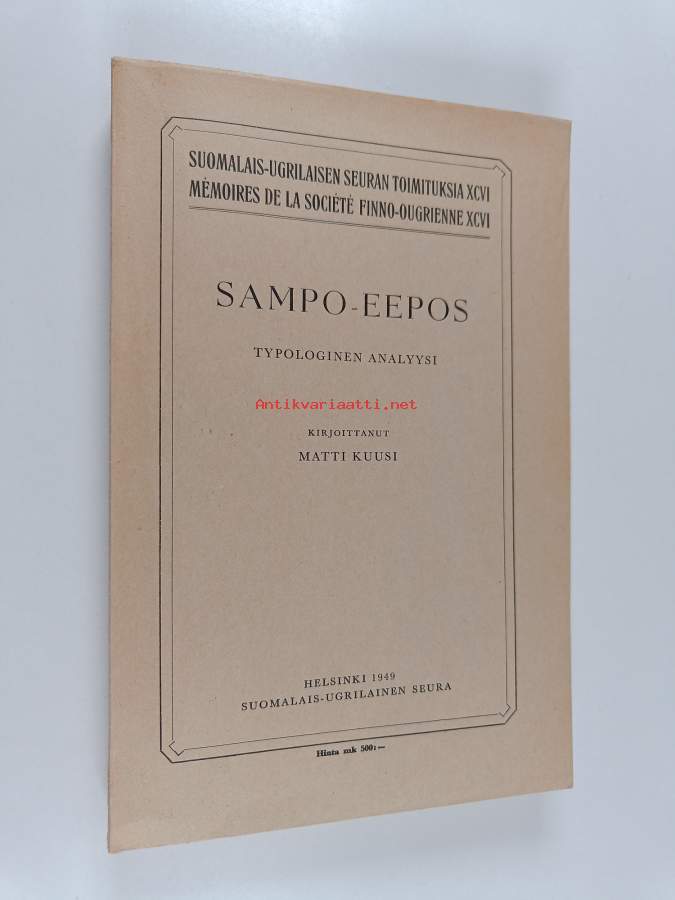 SUOMALAIS-UGRILAISEN SEURAN TOIMITUKSIA XCVI
MÉMOIRES DE LA SOCIÉTÉ FINNO-OUGRIENNE XCVI
SAMPO-EEPOS
TYPOLOGINEN ANALYYSI
Antikvariaatti.net
KIRJOITTANUT
MATTI KUUSI
HELSINKI 1949
SUOMALAIS-UGRILAINEN SEURA
Hinta mk 500:—